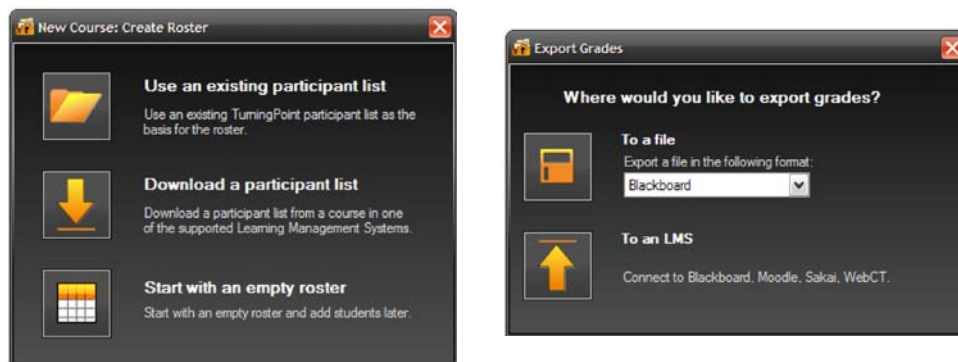 New Course: Create Roster
Use an existing participant list
Use an existing TurningPoint participant list as the
basis for the roster.
Download a participant list
Download a participant list from a course in one
of the supported Learning Management Systems.
Start with an empty roster
Start with an empty roster and add students later.
Export Grades
Where would you like to export grades?
To a file
Export a file in the following format:
Blackboard
To an LMS
Connect to Blackboard, Moodle, Sakai, WebCT.